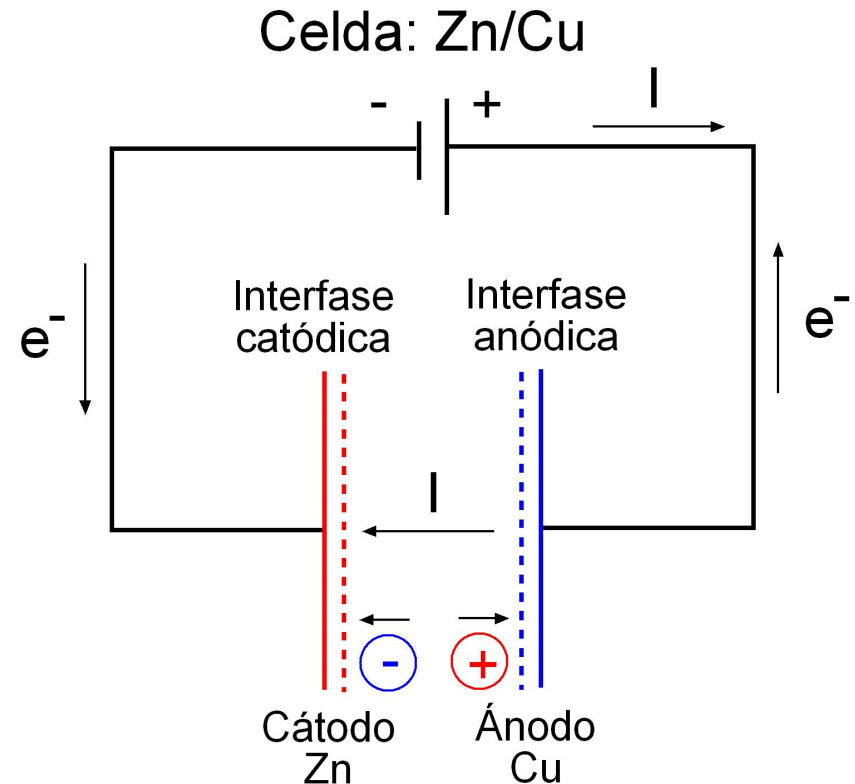 Celda: Zn/Cu
- +
I
e-
e-
Interfase
catódica
Interfase
anódica
I
- +
Cátodo
Zn
Ánodo
Cu